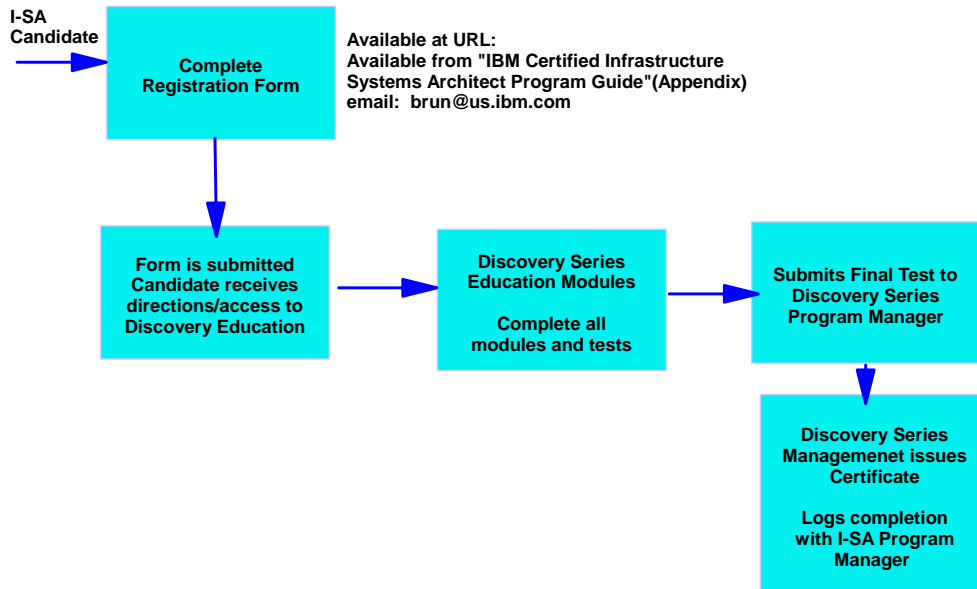 I-SA
Candidate
Complete
Registration Form
Available at URL:
Available from "IBM Certified Infrastructure
Systems Architect Program Guide"(Appendix)
email: brun@us.ibm.com
Form is submitted
Candidate receives
directions/access to
Discovery Education
Discovery Series
Education Modules
Complete all
modules and tests
Submits Final Test to
Discovery Series
Program Manager
Discovery Series
Managemenet issues
Certificate
Logs completion
with I-SA Program
Manager